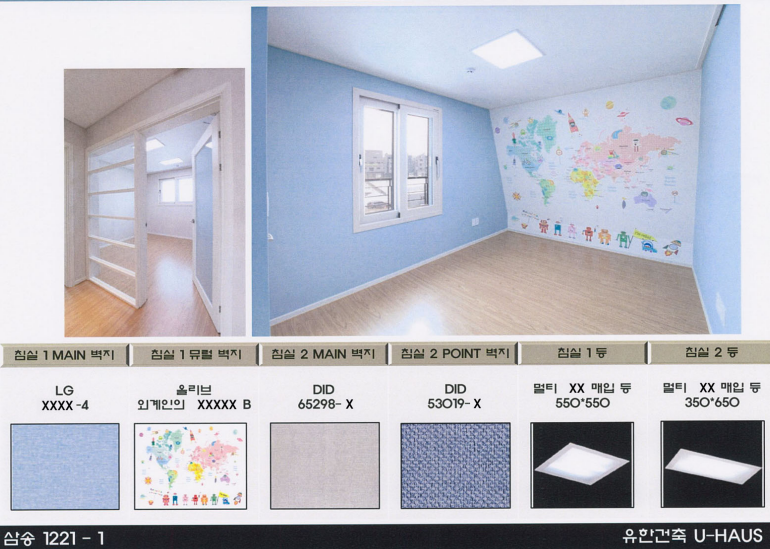 침실 1 MAIN 벽지
침실 1 뮤럴 벽지
침실 2 MAIN 벽지
침실 2 POINT 벽지
침실 1 등
침실 2 등
LG
XXXX -4
올리브
외계인의 XXXXX B
DID
65298- X
DID
53019- X
멀티 XX 매입 등
550*550
멀티 XX 매입 등
350*650
삼송 1221 - 1
유한건축 U-HAUS